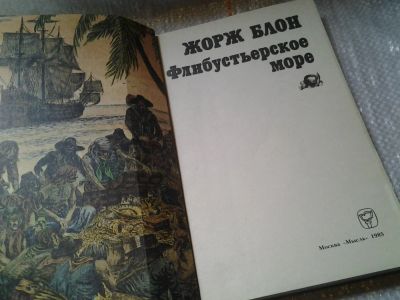 ЖОРЖ БЛОН
Флибустьерское
море
Москва «Мысль» 1985